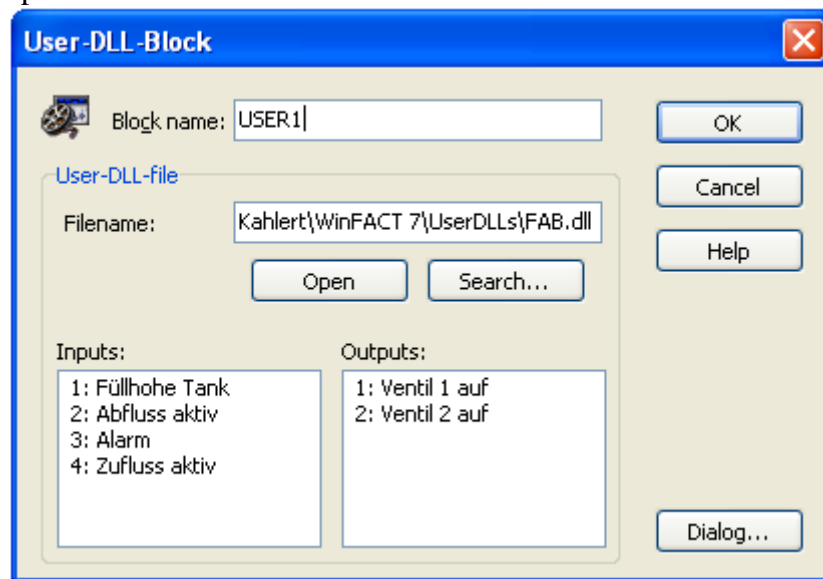 User-DLL-Block
Block name: USER1
OK
User-DLL-file
Cancel
Filename: Kahlert\WinFACT 7\UserDLLs\FAB.dll
Help
Open Search...
Inputs: Outputs:
1: Füllhohe Tank 1: Ventil 1 auf
2: Abfluss aktiv 2: Ventil 2 auf
3: Alarm
4: Zufluss aktiv
Dialog...